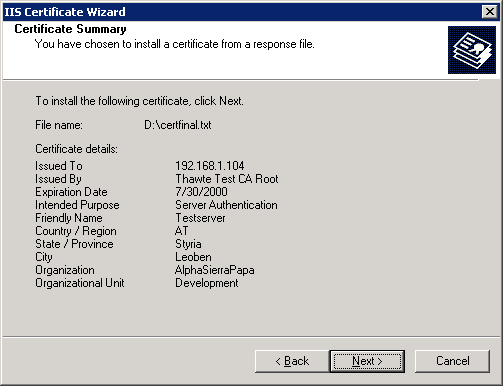 IIS Certificate Wizard
Certificate Summary
You have chosen to install a certificate from a response file.
To install the following certificate, click Next.
File name: D:\certfinal.txt
Certificate details:
Issued To 192.168.1.104
Issued By Thawte Test CA Root
Expiration Date 7/30/2000
Intended Purpose Server Authentication
Friendly Name Testserver
Country / Region AT
State / Province Styria
City Leoben
Organization AlphaSierraPapa
Organizational Unit Development
< Back Next > Cancel